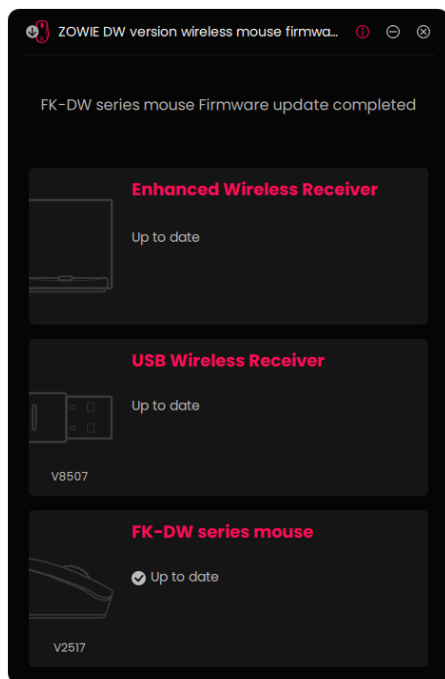 ZOWIE DW version wireless mouse firmwa...
FK-DW series mouse Firmware update completed
Enhanced Wireless Receiver
Up to date
USB Wireless Receiver
Up to date
V8507
FK-DW series mouse
Up to date
V2517